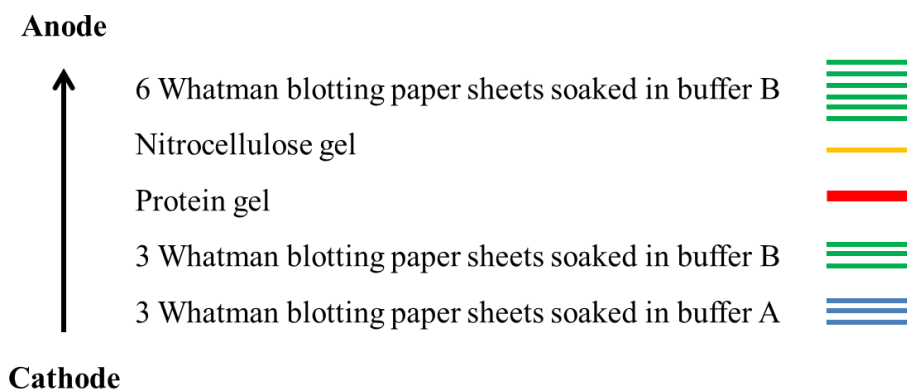 Anode
6 Whatman blotting paper sheets soaked in buffer B
Nitrocellulose gel
Protein gel
3 Whatman blotting paper sheets soaked in buffer B
3 Whatman blotting paper sheets soaked in buffer A
Cathode